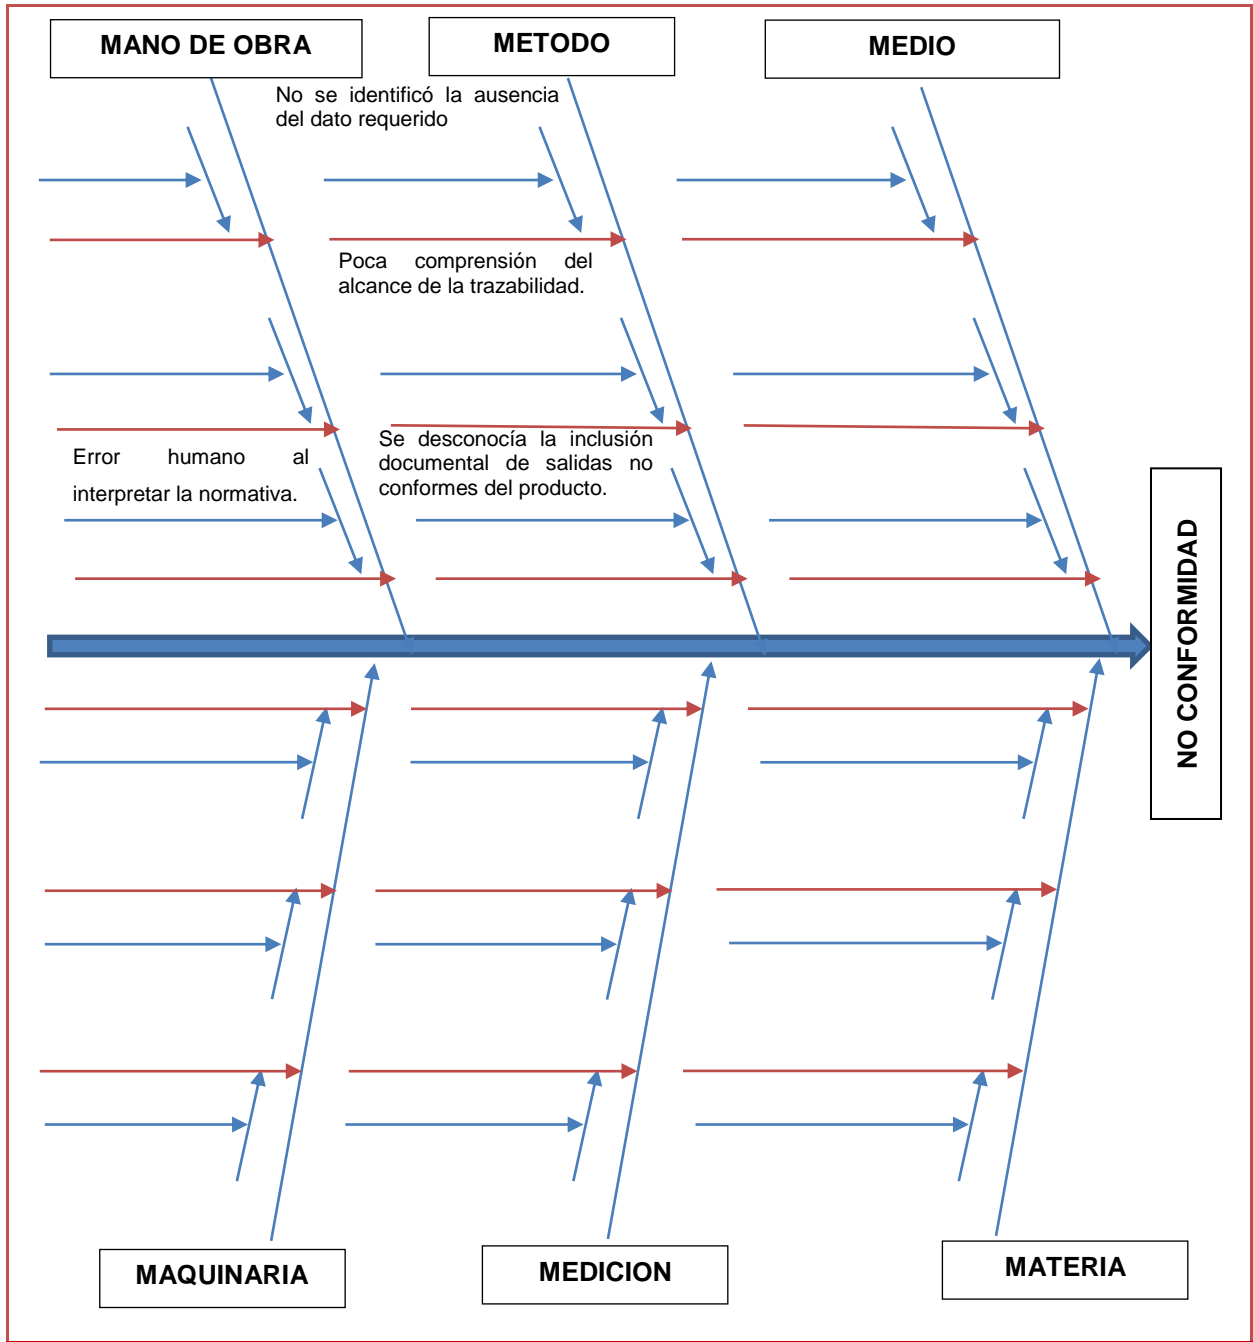 MANO DE OBRA
METODO
MEDIO
No se identificó la ausencia
del dato requerido
Poca comprensión del
alcance de la trazabilidad.
Error humano al
interpretar la normativa.
Se desconocía la inclusión
documental de salidas no
conformes del producto.
NO CONFORMIDAD
MAQUINARIA
MEDICION
MATERIA